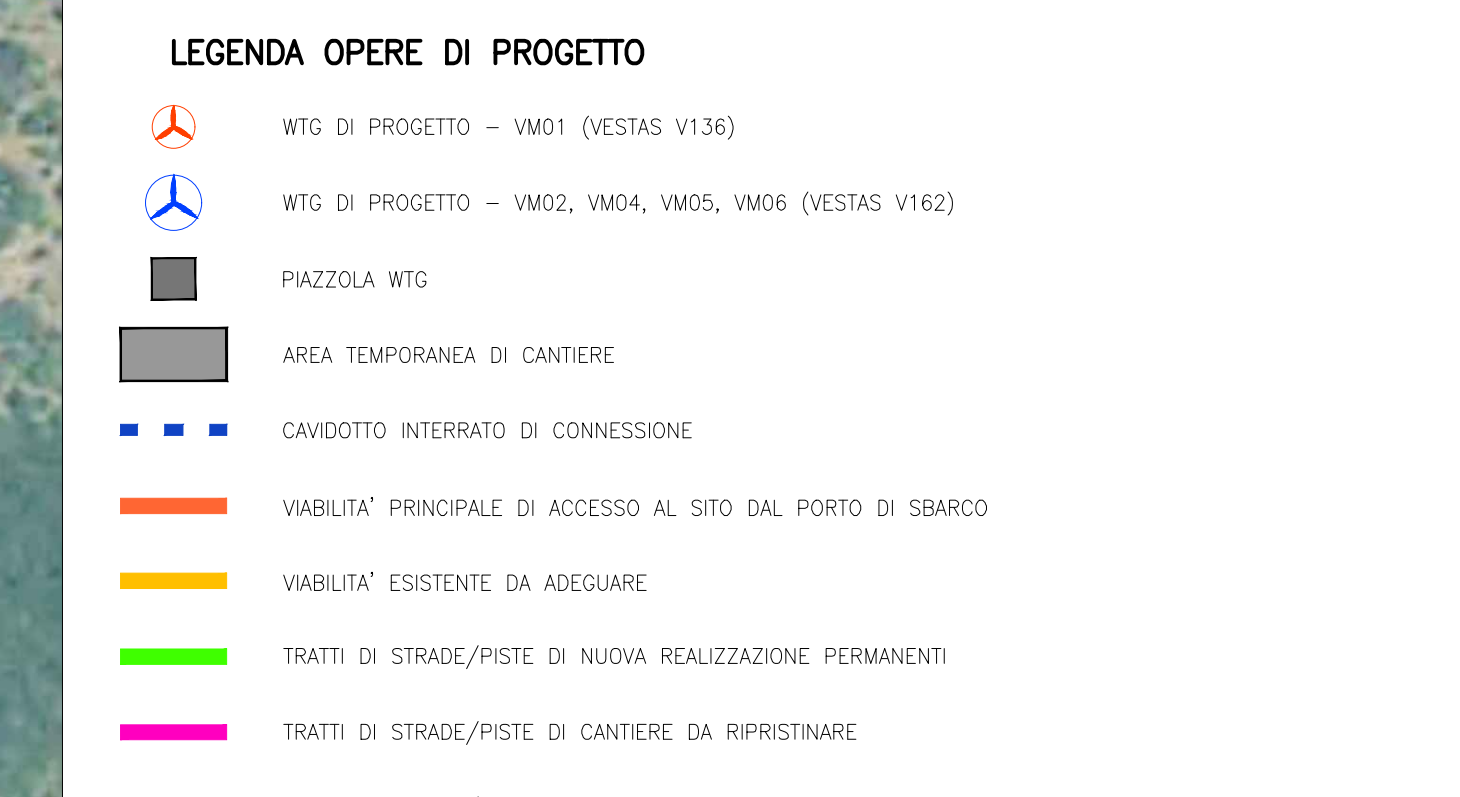 LEGENDA OPERE DI PROGETTO
WTG DI PROGETTO – VM01 (VESTAS V136)
WTG DI PROGETTO – VM02, VM04, VM05, VM06 (VESTAS V162)
PIAZZOLA WTG
AREA TEMPORANEA DI CANTIERE
CAVIDOTTO INTERRATO DI CONNESSIONE
VIABILITA' PRINCIPALE DI ACCESSO AL SITO DAL PORTO DI SBARCO
VIABILITA' ESISTENTE DA ADEGUARE
TRATTI DI STRADE/PISTE DI NUOVA REALIZZAZIONE PERMANENTI
TRATTI DI STRADE/PISTE DI CANTIERE DA RIPRISTINARE